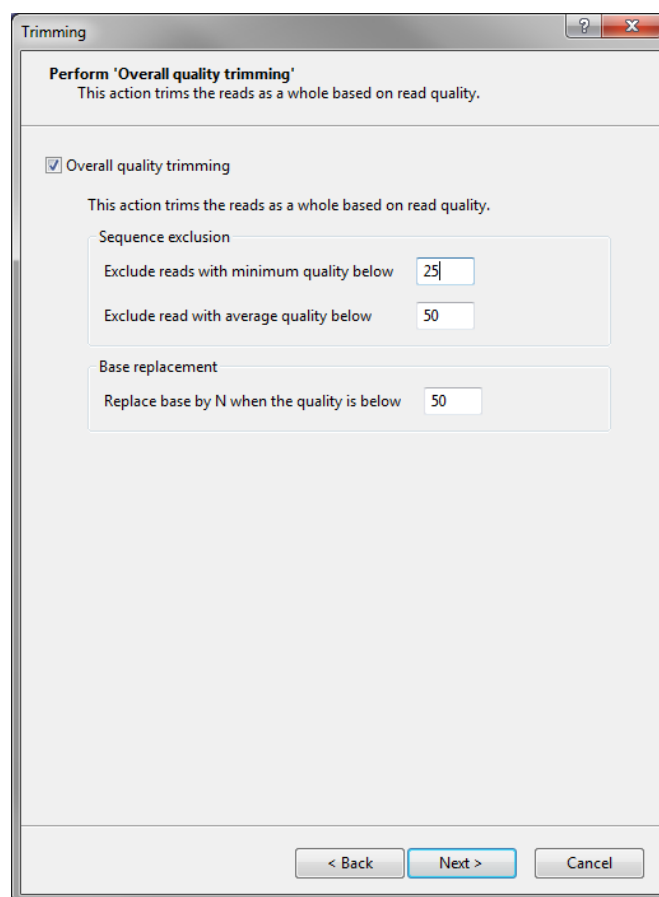 Trimming
?
X
Perform 'Overall quality trimming'
This action trims the reads as a whole based on read quality.
Overall quality trimming
This action trims the reads as a whole based on read quality.
Sequence exclusion
Exclude reads with minimum quality below 25
Exclude read with average quality below 50
Base replacement
Replace base by N when the quality is below 50
< Back Next > Cancel